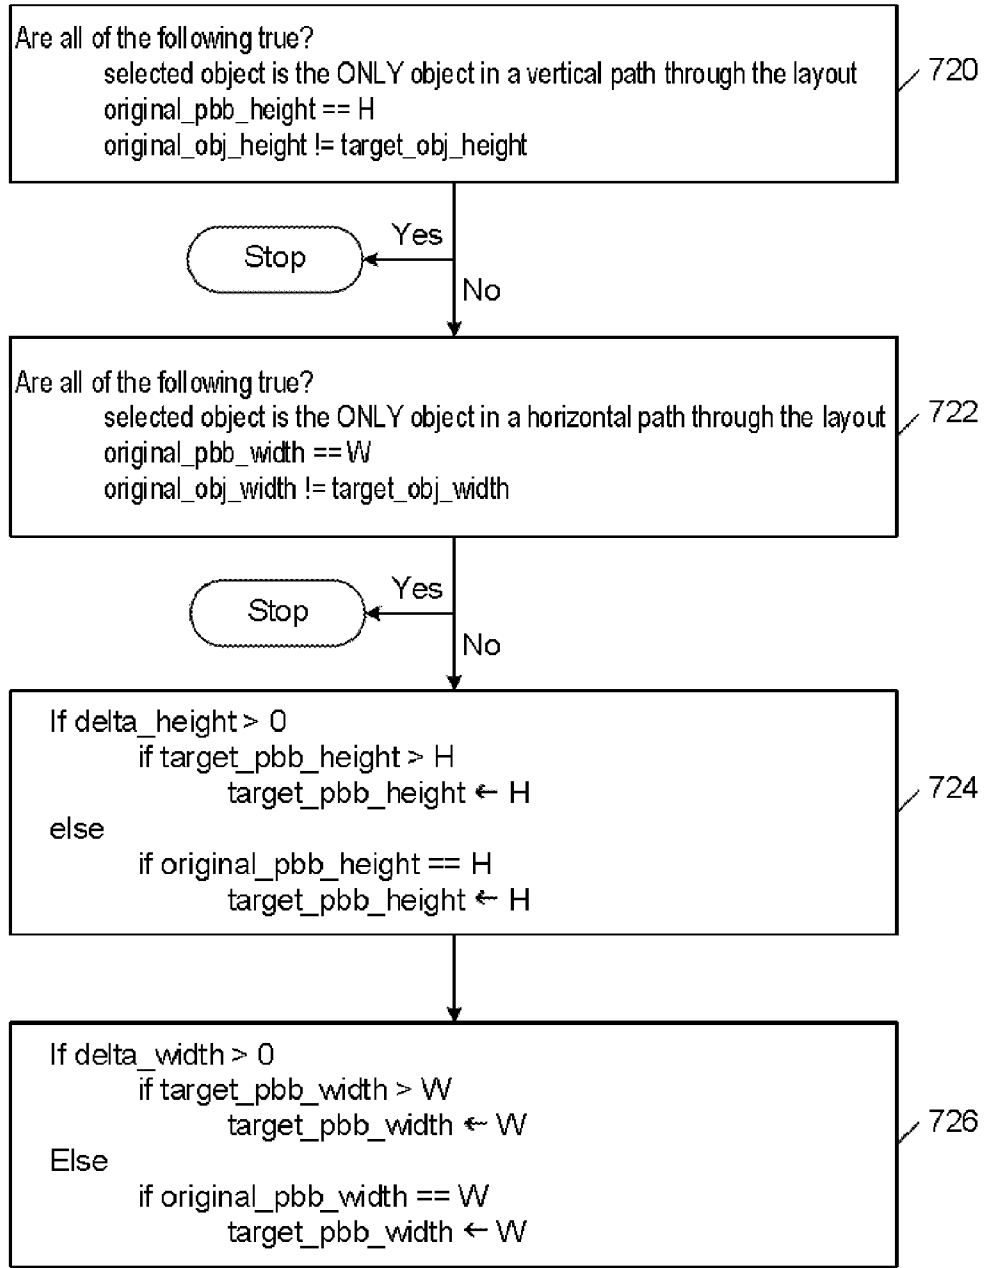 Are all of the following true?
selected object is the ONLY object in a vertical path through the layout
original_pbb_height == H
original_obj_height != target_obj_height
720
Yes
Stop
No
Are all of the following true?
selected object is the ONLY object in a horizontal path through the layout
original_pbb_width == W
original_obj_width != target_obj_width
722
Yes
Stop
No
If delta_height > 0
if target_pbb_height > H
target_pbb_height ← H
else
if original_pbb_height == H
target_pbb_height ← H
724
If delta_width > 0
if target_pbb_width > W
target_pbb_width ← W
Else
if original_pbb_width == W
target_pbb_width ← W
726